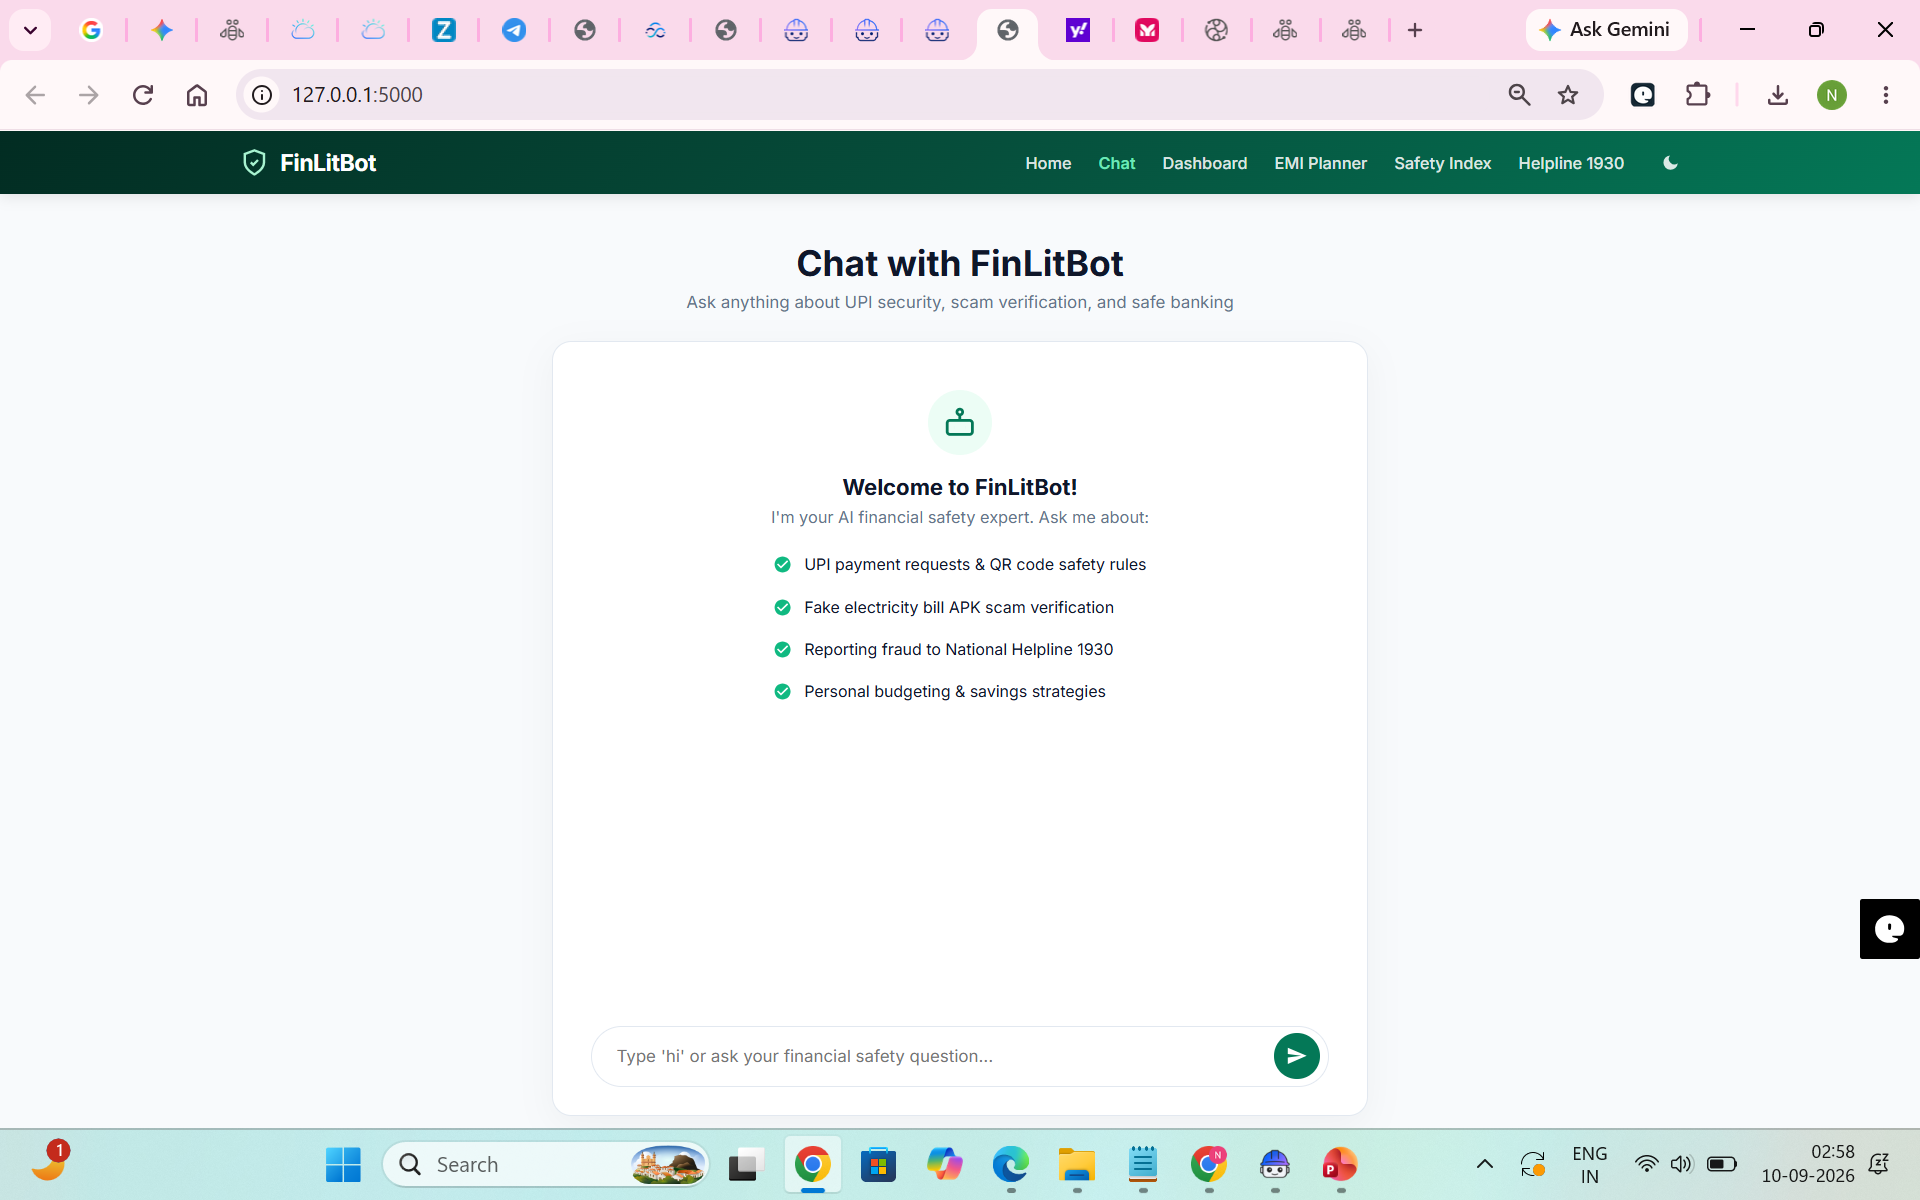 Ask Gemini
127.0.0.1:5000
N
FinLitBot
Home
Chat
Dashboard
EMI Planner
Safety Index
Helpline 1930
Chat with FinLitBot
Ask anything about UPI security, scam verification, and safe banking
Welcome to FinLitBot!
I'm your AI financial safety expert. Ask me about:
UPI payment requests & QR code safety rules
Fake electricity bill APK scam verification
Reporting fraud to National Helpline 1930
Personal budgeting & savings strategies
Type 'hi' or ask your financial safety question...
1
Search
N
P
ENG
IN
02:58
10-09-2026